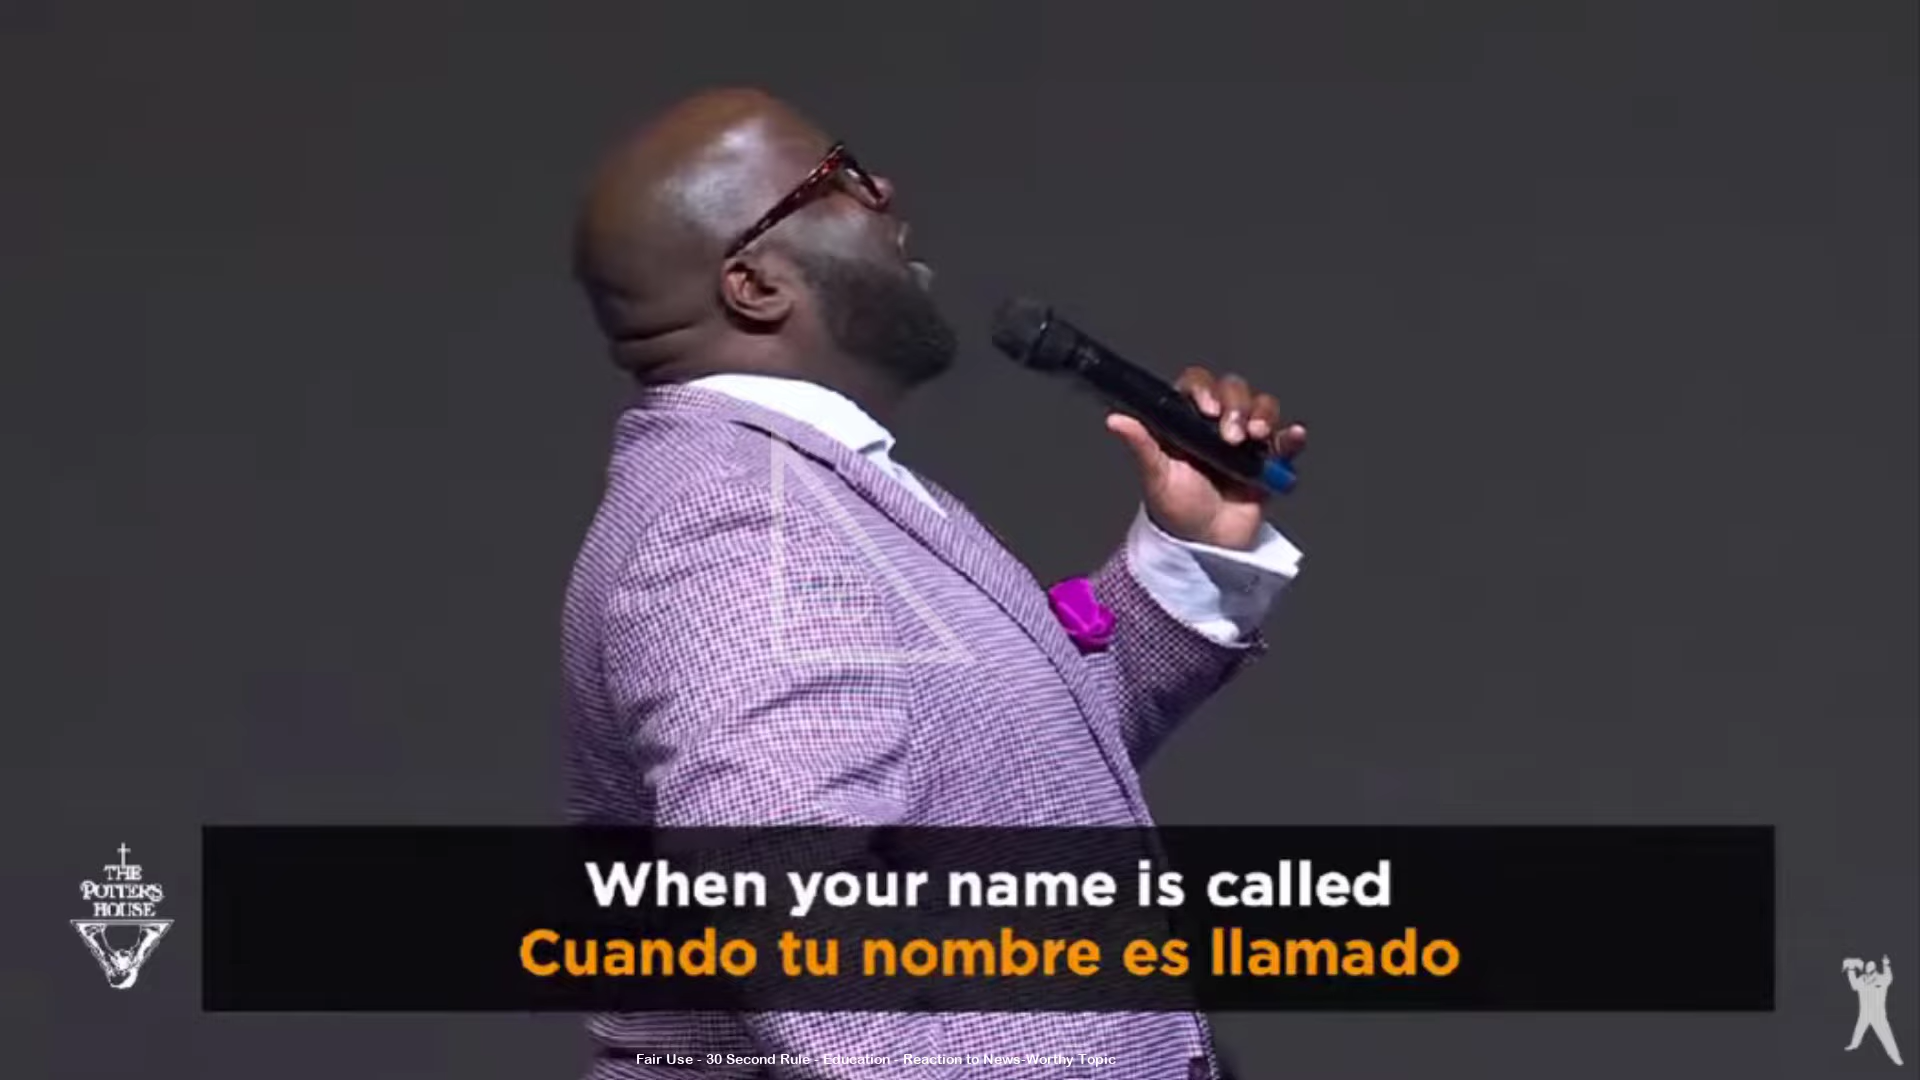 When your name is called
Cuando tu nombre es llamado
THE
POTTER'S
HOUSE
Fair Use - 30 Second Rule - Education - Reaction to News-Worthy Topic